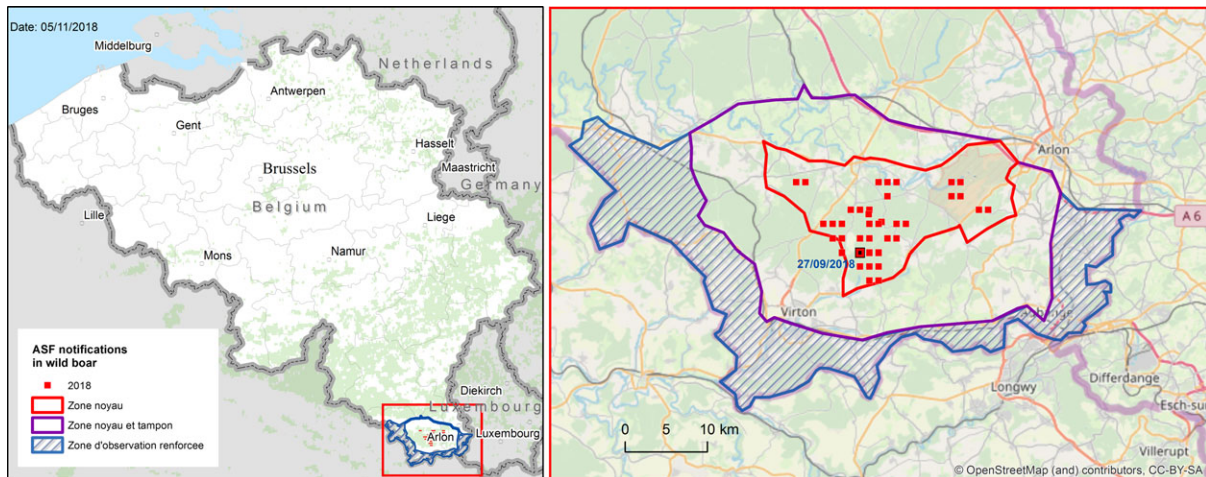 Date: 05/11/2018
Middelburg
Netherlands
Antwerpen
Bruges
Gent
Hasselt
Brussels
Maastricht
Germany
Belgium
Lille
Liege
Mons
Namur
ASF notifications
in wild boar
2018
Zone noyau
Zone noyau et tampon
Zone d'observation renforcee
Diekirch
Luxembourg
Arlon
Luxembourg
Arlon
A 6
27/09/2018
Virton
Longwy
Differdange
Esch-sur
Villerupt
0 5 10 km
© OpenStreetMap (and) contributors, CC-BY-SA